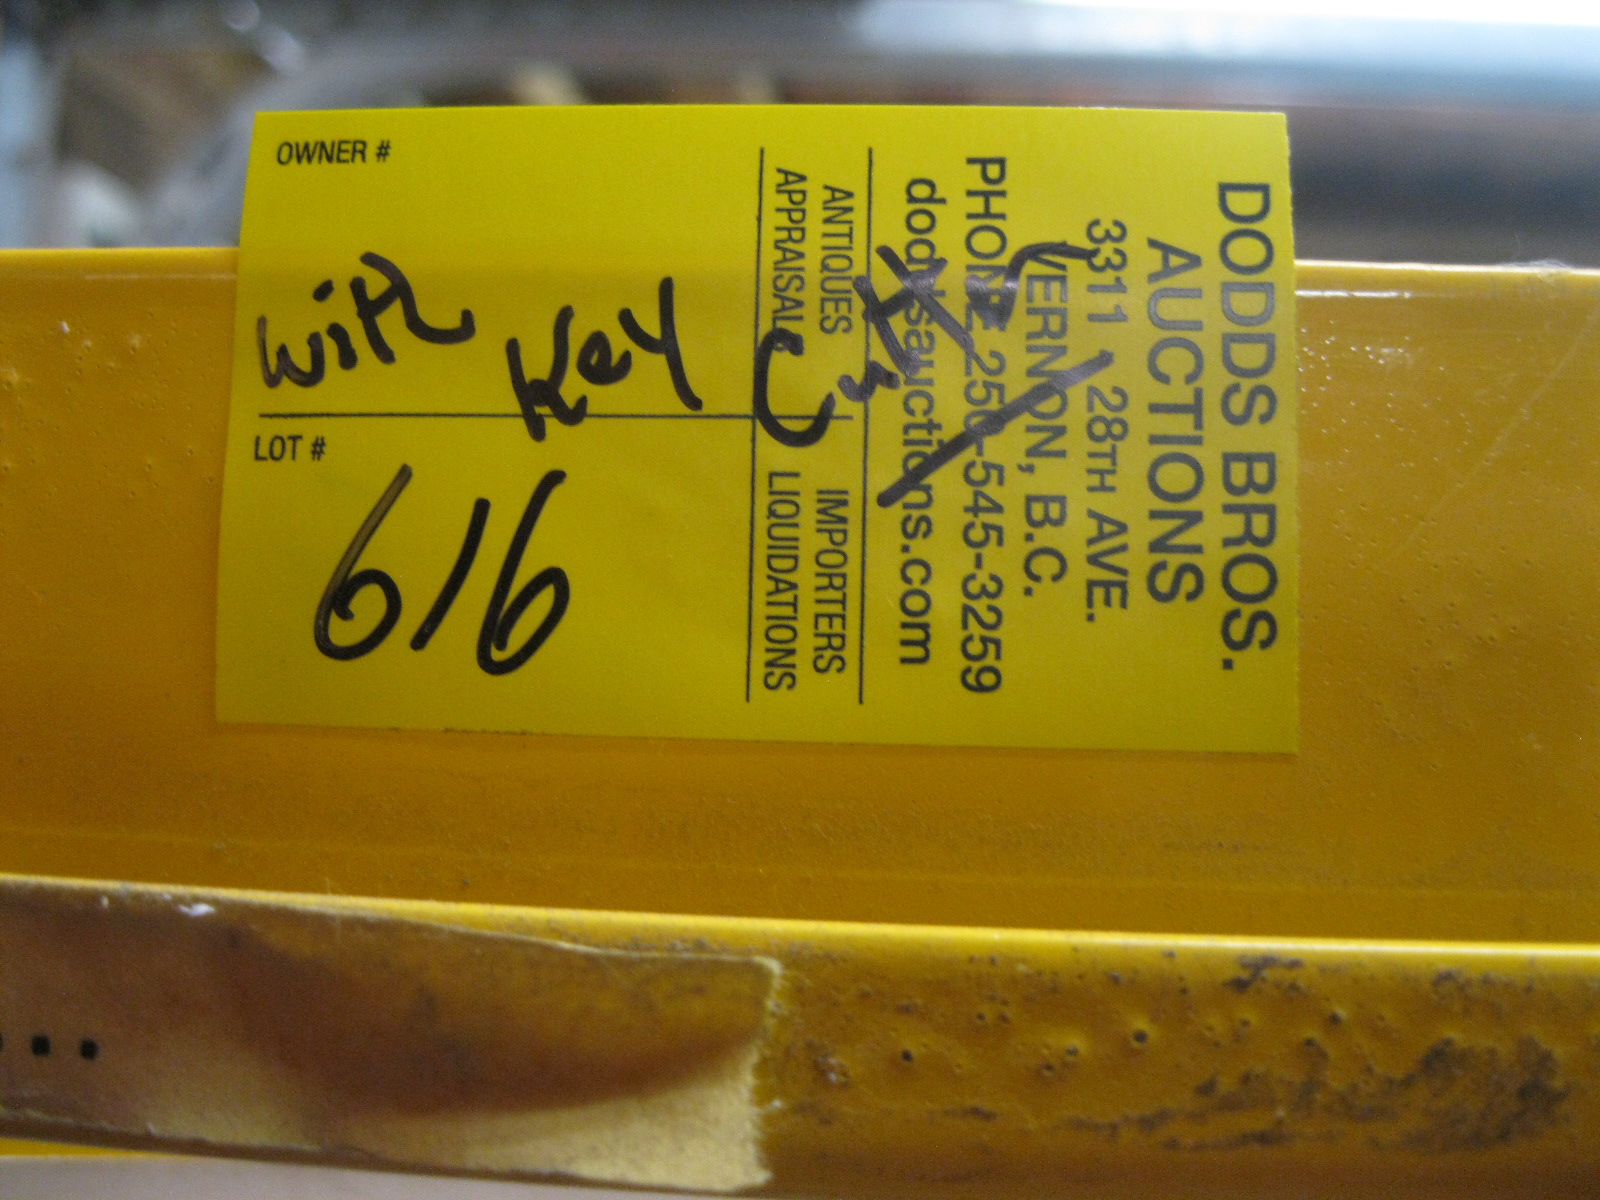 DODDS BROS.
AUCTIONS
3311 28TH AVE.
VERNON, B.C.
PHONE 250-545-3259
doddsauctions.com
ANTIQUES IMPORTERS
APPRAISALS LIQUIDATIONS
OWNER #
with Key
LOT #
616